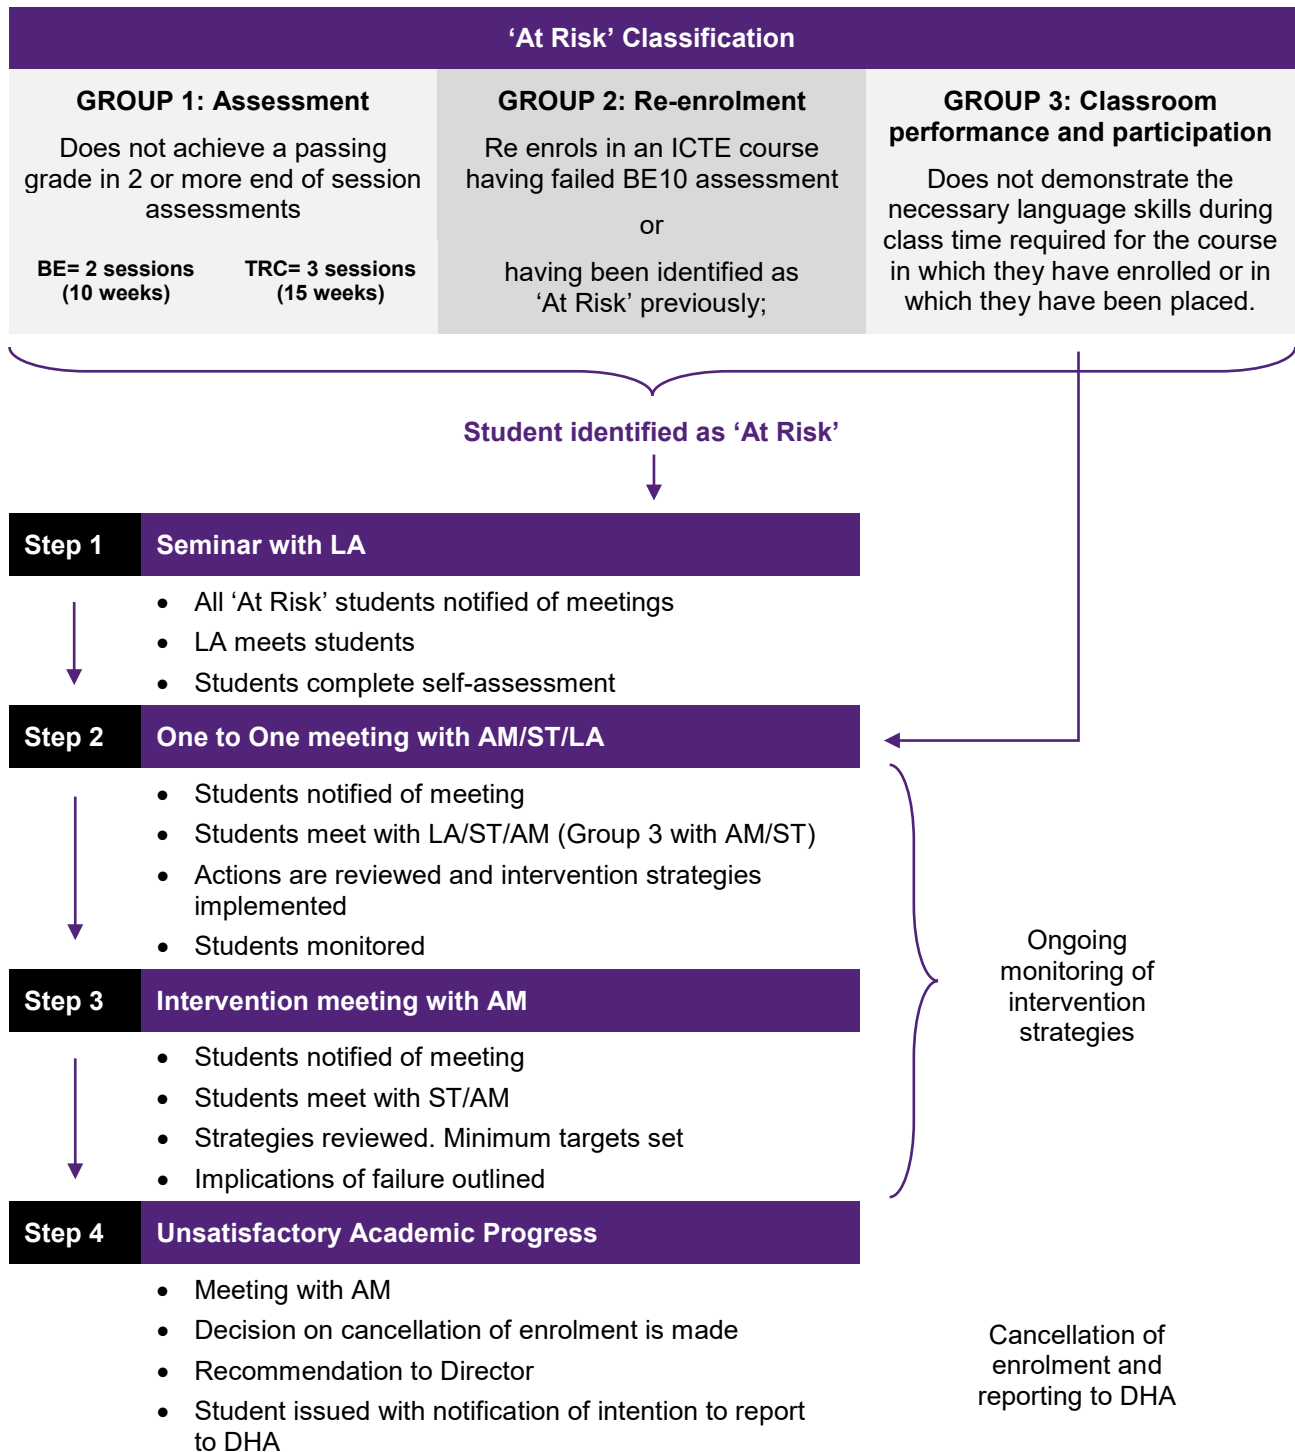 ‘At Risk’ Classification
GROUP 1: Assessment
Does not achieve a passing
grade in 2 or more end of session
assessments
BE= 2 sessions
(10 weeks)
TRC= 3 sessions
(15 weeks)
GROUP 2: Re-enrolment
Re enrols in an ICTE course
having failed BE10 assessment
or
having been identified as
‘At Risk’ previously;
GROUP 3: Classroom
performance and participation
Does not demonstrate the
necessary language skills during
class time required for the course
in which they have enrolled or in
which they have been placed.
Student identified as ‘At Risk’
Step 1 Seminar with LA
• All ‘At Risk’ students notified of meetings
• LA meets students
• Students complete self-assessment
Step 2 One to One meeting with AM/ST/LA
• Students notified of meeting
• Students meet with LA/ST/AM (Group 3 with AM/ST)
• Actions are reviewed and intervention strategies
implemented
• Students monitored
Step 3 Intervention meeting with AM
• Students notified of meeting
• Students meet with ST/AM
• Strategies reviewed. Minimum targets set
• Implications of failure outlined
Ongoing
monitoring of
intervention
strategies
Step 4 Unsatisfactory Academic Progress
• Meeting with AM
• Decision on cancellation of enrolment is made
• Recommendation to Director
• Student issued with notification of intention to report
to DHA
Cancellation of
enrolment and
reporting to DHA